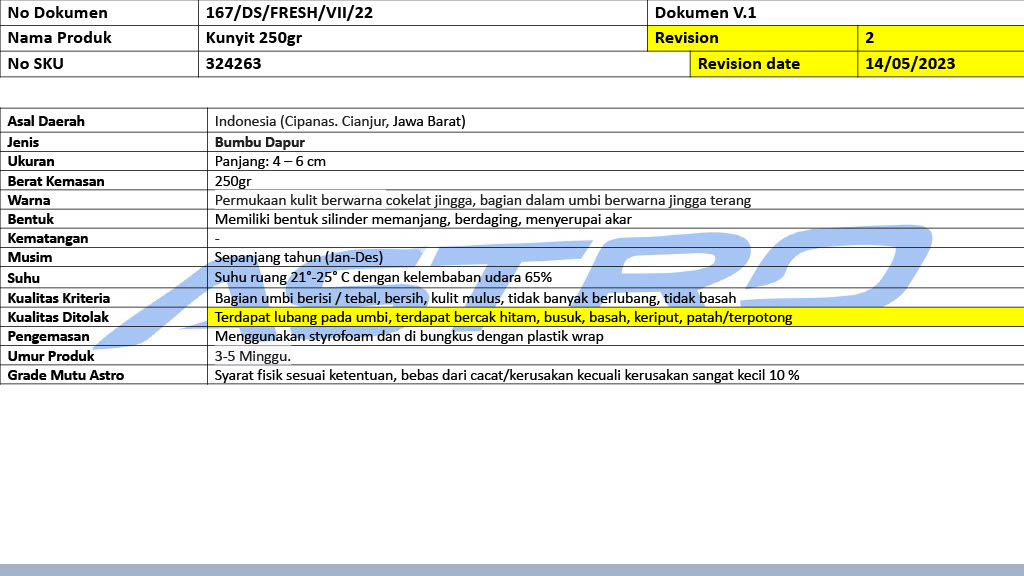 No Dokumen 167/DS/FRESH/VII/22 Dokumen V.1
Nama Produk Kunyit 250gr Revision 2
No SKU 324263 Revision date 14/05/2023
Asal Daerah Indonesia (Cipanas. Cianjur, Jawa Barat)
Jenis Bumbu Dapur
Ukuran Panjang: 4 – 6 cm
Berat Kemasan 250gr
Warna Permukaan kulit berwarna cokelat jingga, bagian dalam umbi berwarna jingga terang
Bentuk Memiliki bentuk silinder memanjang, berdaging, menyerupai akar
Kematangan -
Musim Sepanjang tahun (Jan-Des)
Suhu Suhu ruang 21°-25° C dengan kelembaban udara 65%
Kualitas Kriteria Bagian umbi berisi / tebal, bersih, kulit mulus, tidak banyak berlubang, tidak basah
Kualitas Ditolak Terdapat lubang pada umbi, terdapat bercak hitam, busuk, basah, keriput, patah/terpotong
Pengemasan Menggunakan styrofoam dan di bungkus dengan plastik wrap
Umur Produk 3-5 Minggu.
Grade Mutu Astro Syarat fisik sesuai ketentuan, bebas dari cacat/kerusakan kecuali kerusakan sangat kecil 10 %
ASTRO